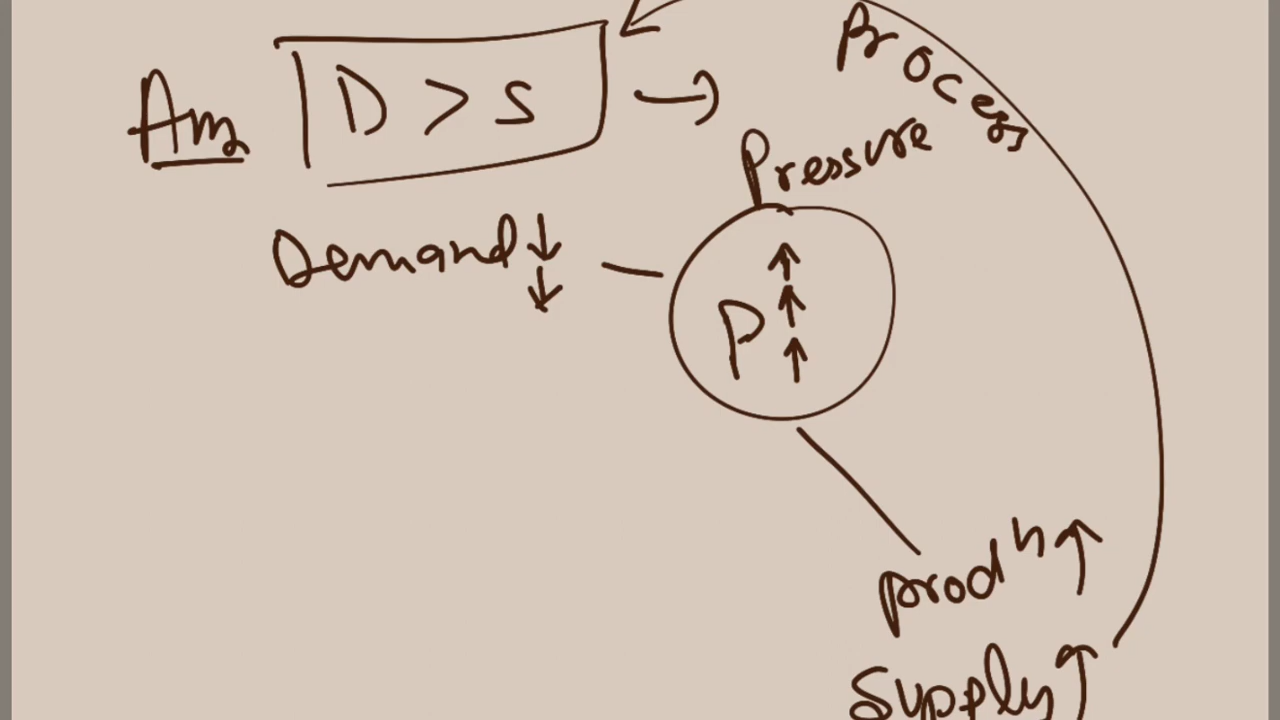 Process
Am D > S →
Pressure
Demand ↓ ↓
P ↑ ↑ ↑
prodⁿ ↑
Supply ↑